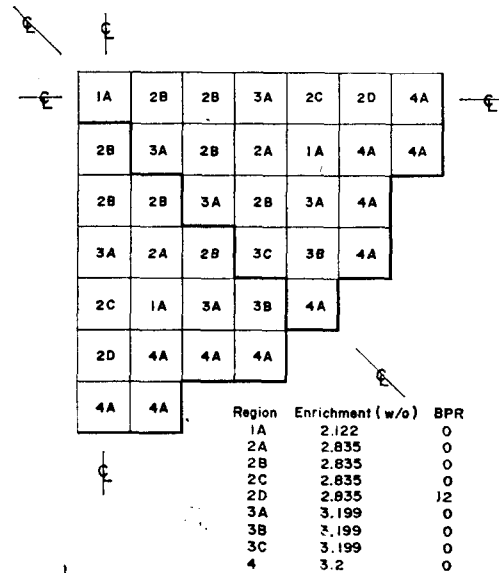 ℄ ℄
℄ 1A 2B 2B 3A 2C 2D 4A ℄
2B 3A 2B 2A 1A 4A 4A
2B 2B 3A 2B 3A 4A
3A 2A 2B 3C 3B 4A
2C 1A 3A 3B 4A
2D 4A 4A 4A
4A 4A
℄
℄
Region Enrichment (w/o) BPR
1A 2.122 0
2A 2.835 0
2B 2.835 0
2C 2.835 0
2D 2.835 12
3A 3.199 0
3B 3.199 0
3C 3.199 0
4 3.2 0